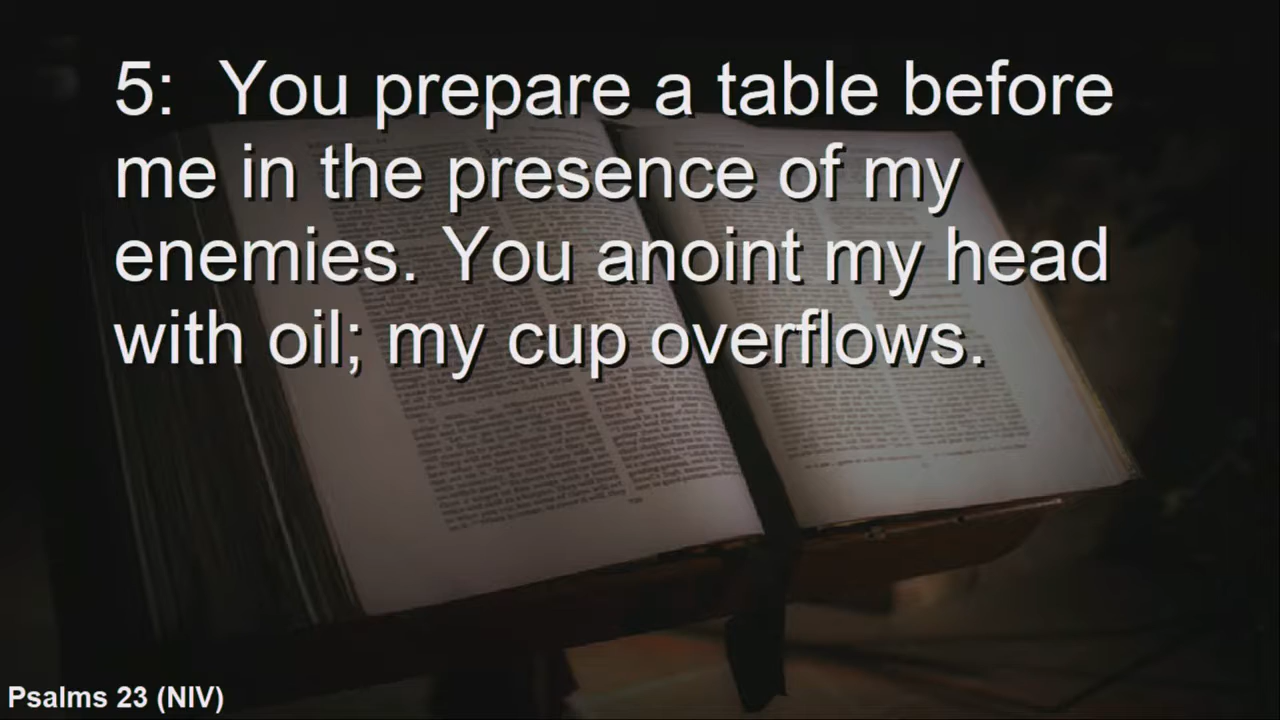 5:  You prepare a table before
me in the presence of my
enemies. You anoint my head
with oil; my cup overflows.
Psalms 23 (NIV)